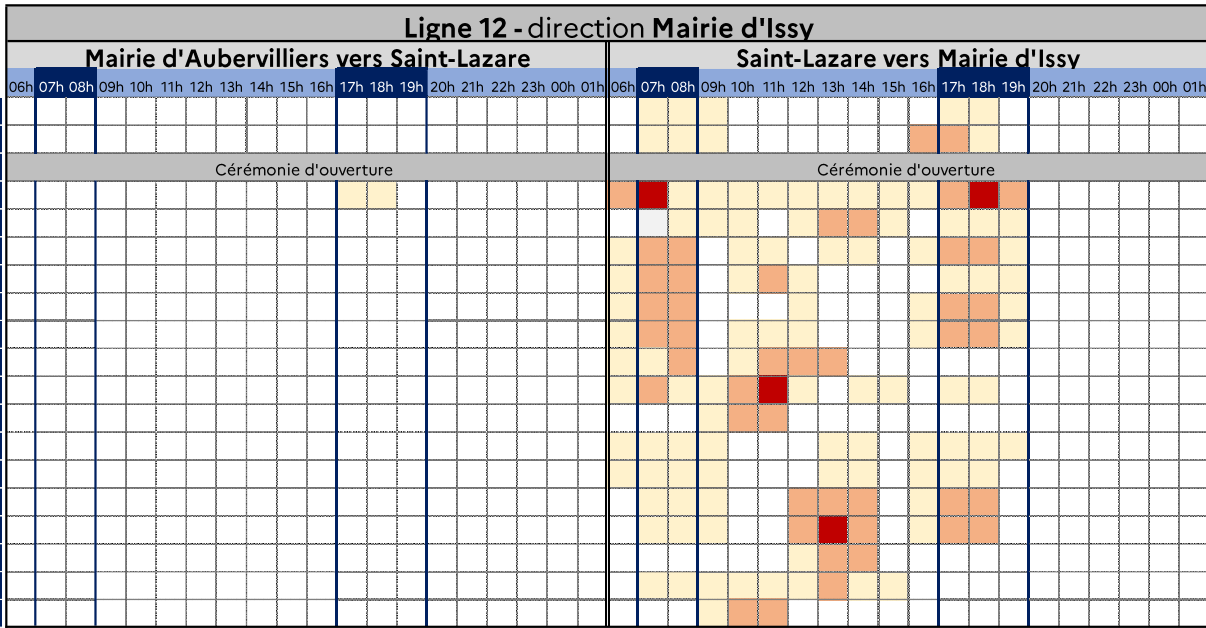 Ligne 12 - direction Mairie d'Issy
Mairie d'Aubervilliers vers Saint-Lazare
Saint-Lazare vers Mairie d'Issy
06h 07h 08h 09h 10h 11h 12h 13h 14h 15h 16h 17h 18h 19h 20h 21h 22h 23h 00h 01h
06h 07h 08h 09h 10h 11h 12h 13h 14h 15h 16h 17h 18h 19h 20h 21h 22h 23h 00h 01h
Cérémonie d'ouverture
Cérémonie d'ouverture